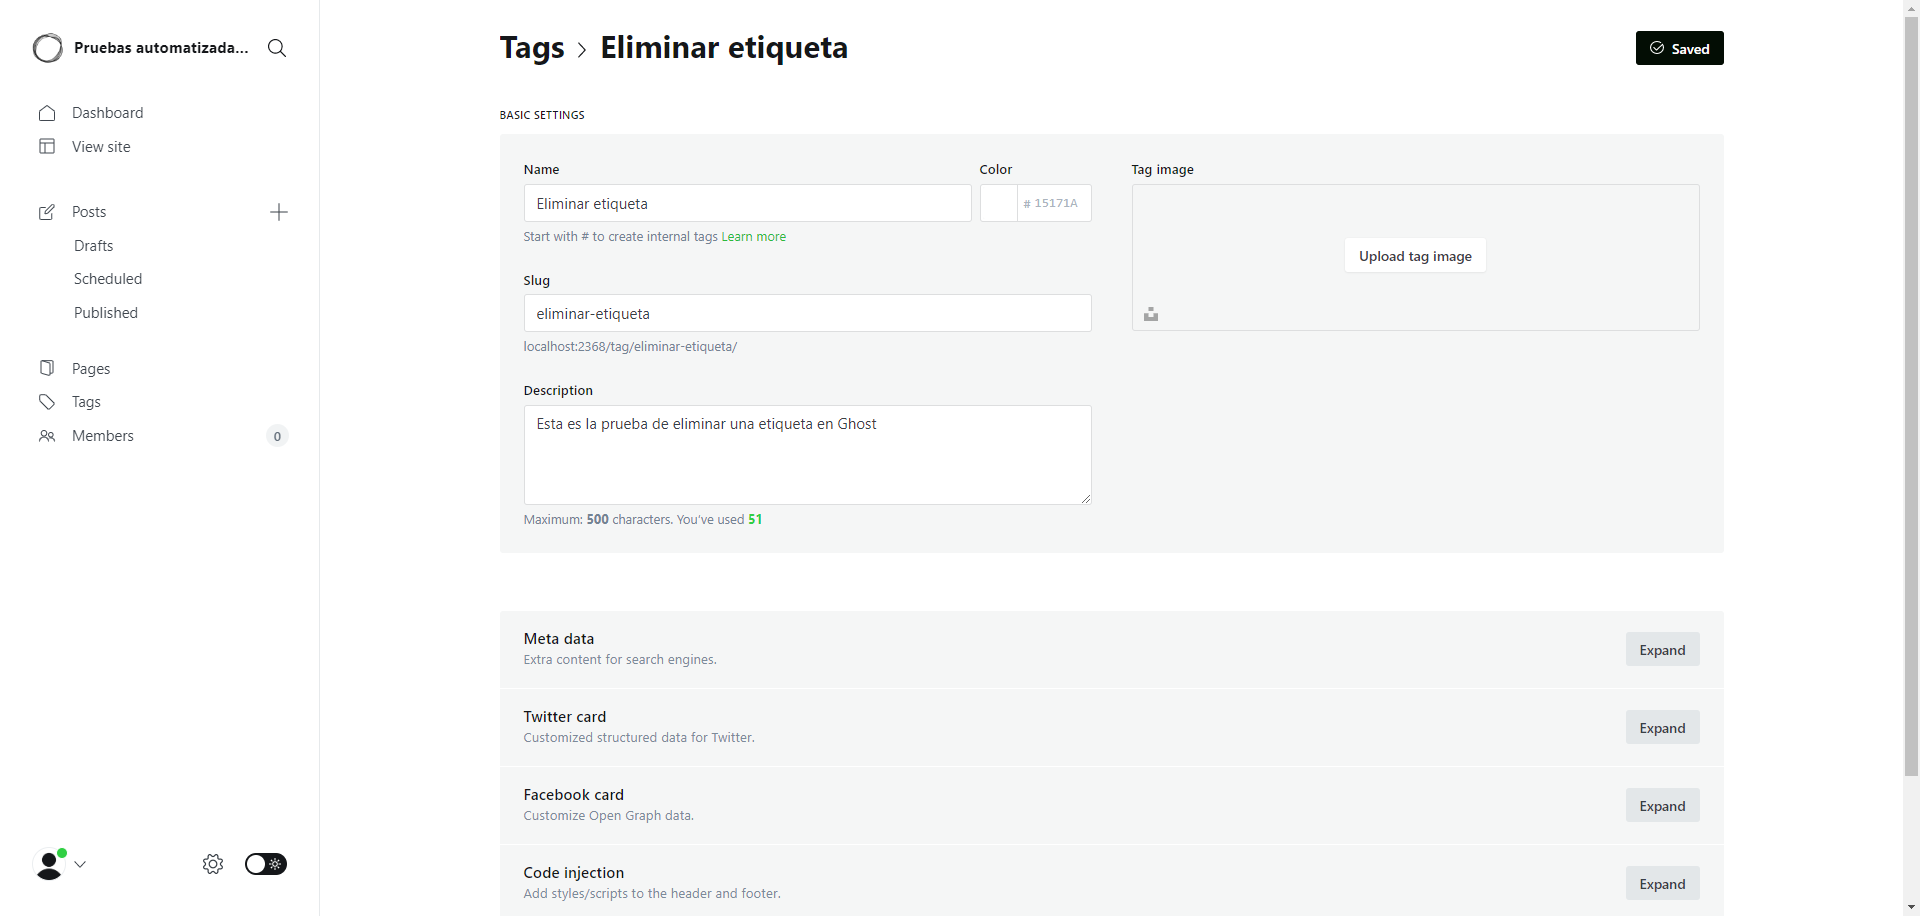 Pruebas automatizada...
Dashboard
View site
Posts
Drafts
Scheduled
Published
Pages
Tags
Members
0
Tags > Eliminar etiqueta
Saved
BASIC SETTINGS
Name
Eliminar etiqueta
Start with # to create internal tags Learn more
Color
# 15171A
Slug
eliminar-etiqueta
localhost:2368/tag/eliminar-etiqueta/
Description
Esta es la prueba de eliminar una etiqueta en Ghost
Maximum: 500 characters. You've used 51
Tag image
Upload tag image
Meta data
Extra content for search engines.
Expand
Twitter card
Customized structured data for Twitter.
Expand
Facebook card
Customize Open Graph data.
Expand
Code injection
Add styles/scripts to the header and footer.
Expand